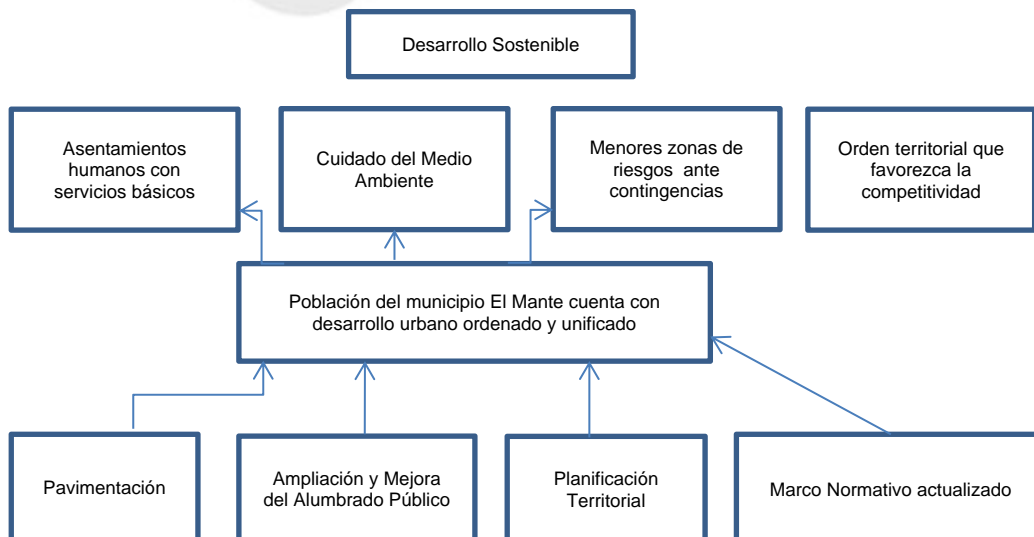 Desarrollo Sostenible
Asentamientos
humanos con
servicios básicos
Cuidado del Medio
Ambiente
Menores zonas de
riesgos ante
contingencias
Orden territorial que
favorezca la
competitividad
Población del municipio El Mante cuenta con
desarrollo urbano ordenado y unificado
Pavimentación
Ampliación y Mejora
del Alumbrado Público
Planificación
Territorial
Marco Normativo actualizado